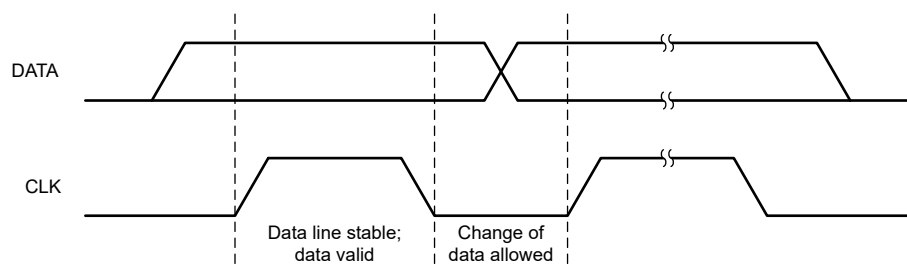 DATA
CLK
Data line stable;
data valid
Change of
data allowed